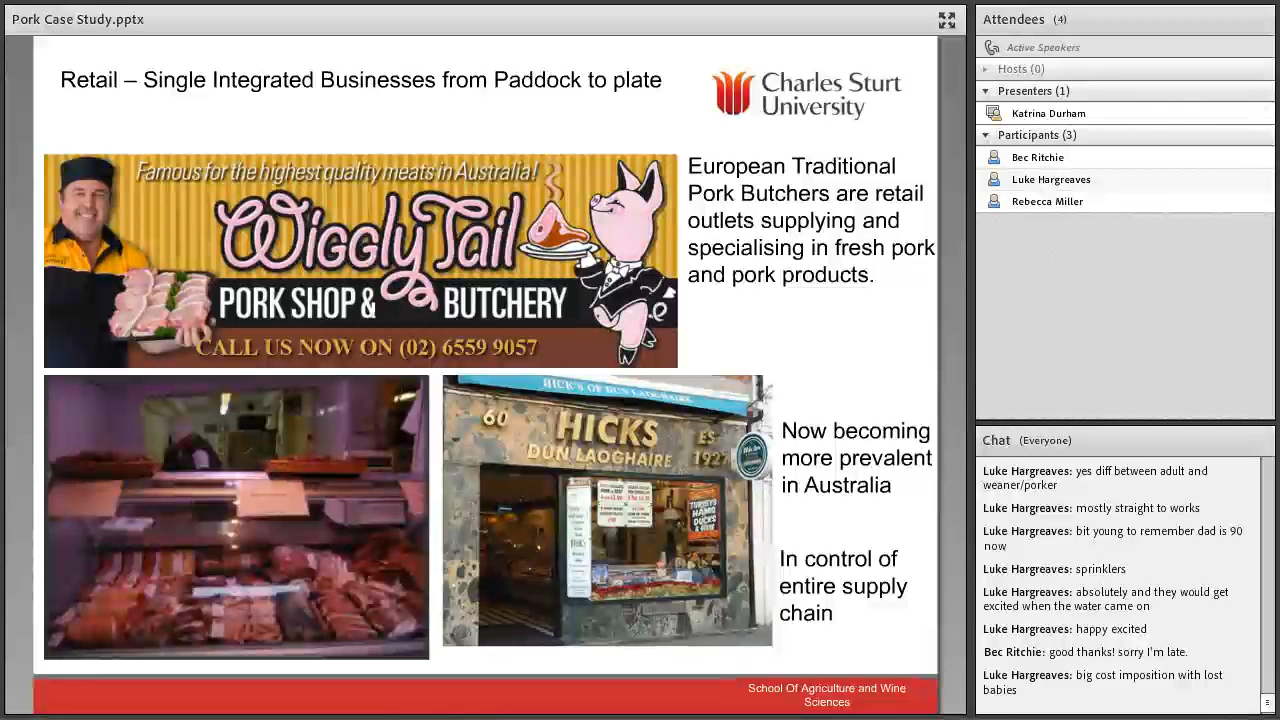 Pork Case Study.pptx
Retail – Single Integrated Businesses from Paddock to plate
Charles Sturt
University
Famous for the highest quality meats in Australia!
Wiggly Tail
PORK SHOP & BUTCHERY
CALL US NOW ON (02) 6559 9057
European Traditional
Pork Butchers are retail
outlets supplying and
specialising in fresh pork
and pork products.
HICK'S OF DUN LAOGHAIRE
60
HICKS
DUN LAOGHAIRE
EST
1927
TURKEYS
HAMS
DUCKS
Now becoming
more prevalent
in Australia
In control of
entire supply
chain
School Of Agriculture and Wine
Sciences
Attendees (4)
Active Speakers
Hosts (0)
Presenters (1)
Katrina Durham
Participants (3)
Bec Ritchie
Luke Hargreaves
Rebecca Miller
Chat (Everyone)
Luke Hargreaves: yes diff between adult and
weaner/porker
Luke Hargreaves: mostly straight to works
Luke Hargreaves: bit young to remember dad is 90
now
Luke Hargreaves: sprinklers
Luke Hargreaves: absolutely and they would get
excited when the water came on
Luke Hargreaves: happy excited
Bec Ritchie: good thanks! sorry I'm late.
Luke Hargreaves: big cost imposition with lost
babies